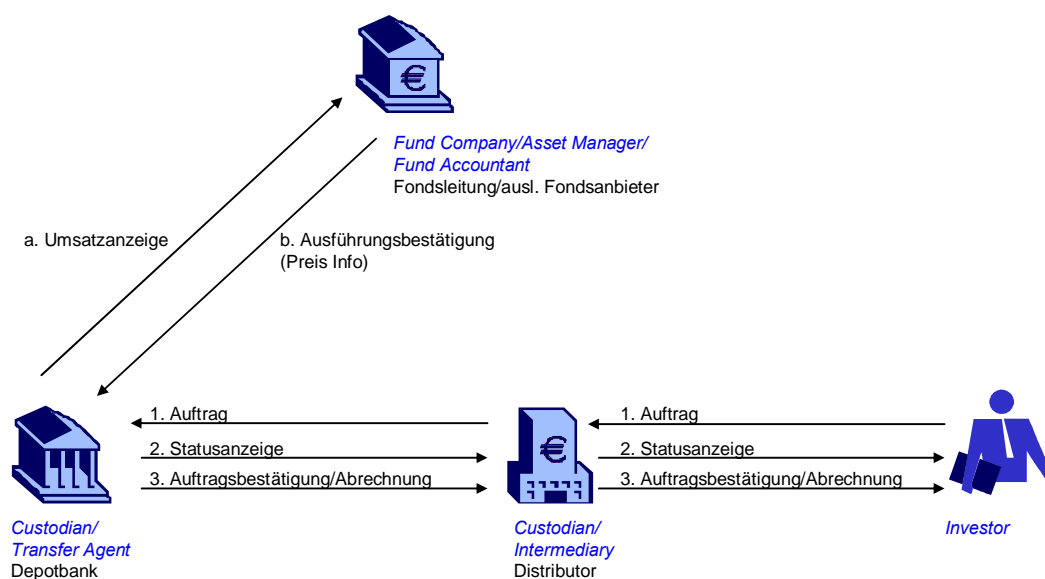 €
Fund Company/Asset Manager/
Fund Accountant
Fondsleitung/ausl. Fondsanbieter
a. Umsatzanzeige
b. Ausführungsbestätigung
(Preis Info)
1. Auftrag
1. Auftrag
2. Statusanzeige
€
2. Statusanzeige
3. Auftragsbestätigung/Abrechnung
3. Auftragsbestätigung/Abrechnung
Custodian/
Transfer Agent
Depotbank
Custodian/
Intermediary
Distributor
Investor